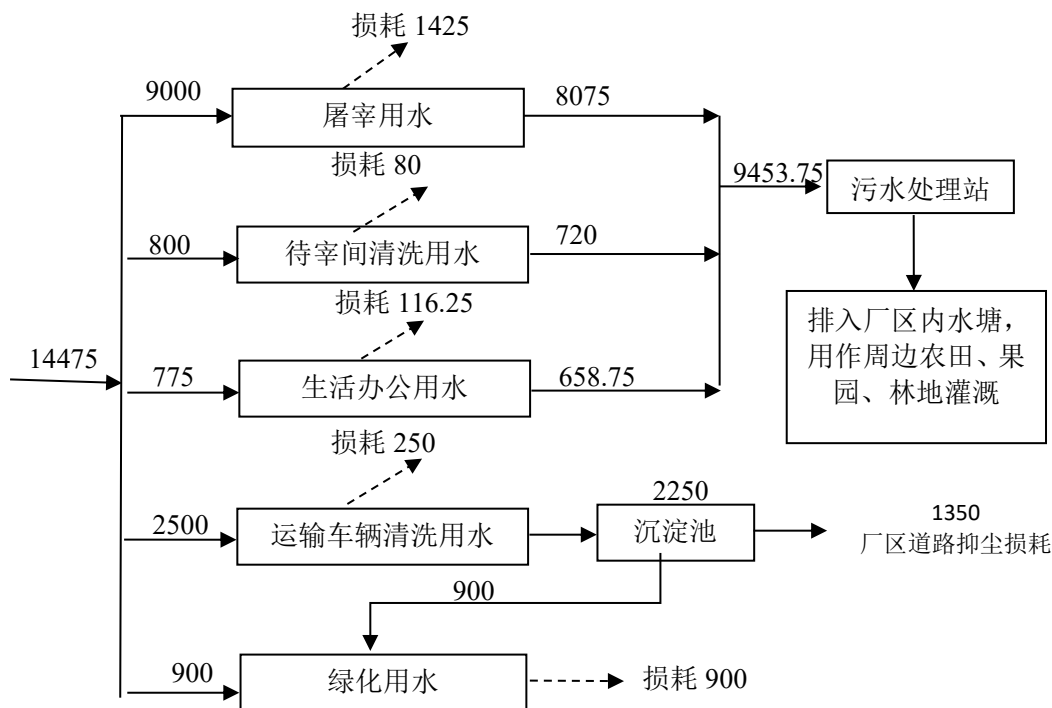 损耗 1425
9000
屠宰用水
8075
损耗 80
9453.75
污水处理站
800
待宰间清洗用水
720
损耗 116.25
排入厂区内水塘，
用作周边农田、果
园、林地灌溉
14475
775
生活办公用水
658.75
损耗 250
2250
2500
运输车辆清洗用水
沉淀池
1350
厂区道路抑尘损耗
900
900
绿化用水
损耗 900